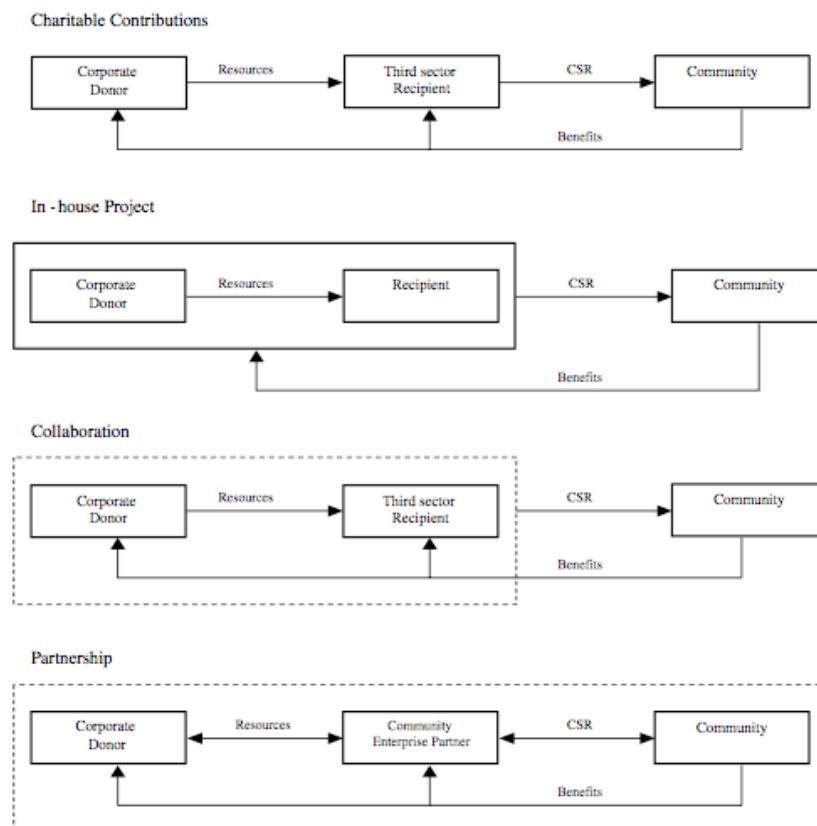 Charitable Contributions
Corporate
Donor
Resources
Third sector
Recipient
CSR
Community
Benefits
In - house Project
Corporate
Donor
Resources
Recipient
CSR
Community
Benefits
Collaboration
Corporate
Donor
Resources
Third sector
Recipient
CSR
Community
Benefits
Partnership
Corporate
Donor
Resources
Community
Enterprise Partner
CSR
Community
Benefits